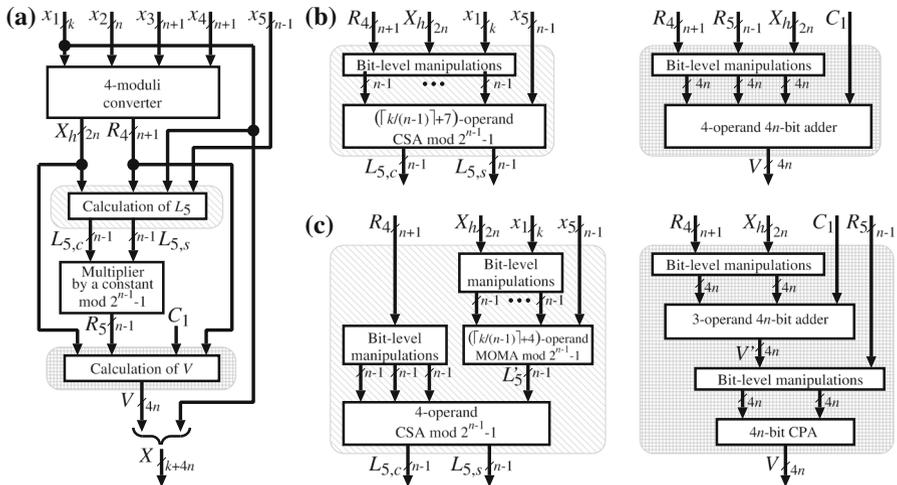 (a) x1 k x2 n x3 n+1 x4 n+1 x5 n-1
4-moduli
converter
Xh 2n R4 n+1
Calculation of L5
L5,c n-1 n-1 L5,s
Multiplier
by a constant
mod 2^n-1-1
R5 n-1 C1
Calculation of V
V 4n
X k+4n
(b) R4 n+1 Xh 2n x1 k x5 n-1
Bit-level manipulations
n-1 ••• n-1
(⌈k/(n-1)⌉+7)-operand
CSA mod 2^n-1-1
L5,c n-1 L5,s n-1
R4 n+1 R5 n-1 Xh 2n C1
Bit-level manipulations
4n 4n 4n
4-operand 4n-bit adder
V 4n
(c) R4 n+1 Xh 2n x1 k x5 n-1
Bit-level
manipulations
n-1 ••• n-1
Bit-level
manipulations
(⌈k/(n-1)⌉+4)-operand
MOMA mod 2^n-1-1
n-1 n-1 n-1 L'5 n-1
4-operand
CSA mod 2^n-1-1
L5,c n-1 L5,s n-1
R4 n+1 Xh 2n C1 R5 n-1
Bit-level manipulations
4n 4n
3-operand 4n-bit adder
V' 4n
Bit-level manipulations
4n 4n
4n-bit CPA
V 4n